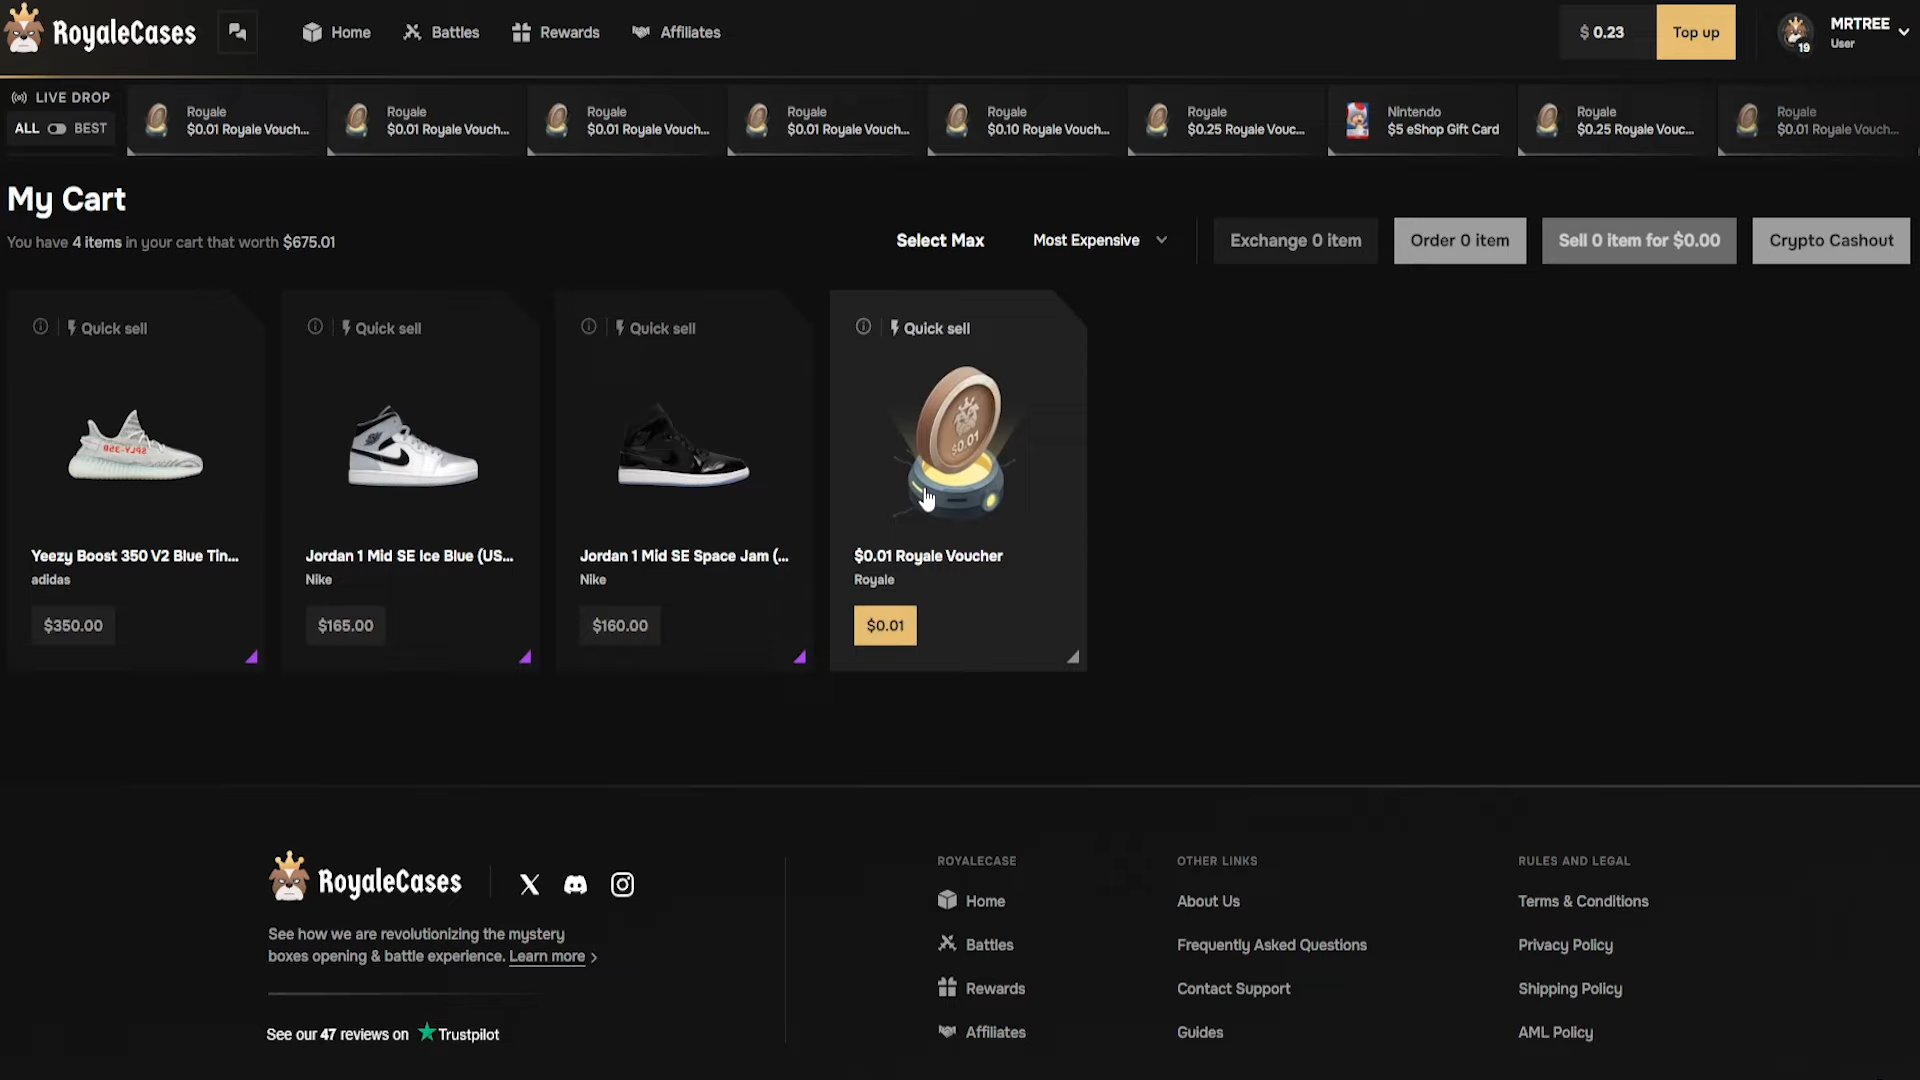 RoyaleCases
Home
Battles
Rewards
Affiliates
$ 0.23
Top up
19
MRTREE
User
LIVE DROP
ALL
BEST
Royale
$0.01 Royale Vouch...
Royale
$0.01 Royale Vouch...
Royale
$0.01 Royale Vouch...
Royale
$0.01 Royale Vouch...
Royale
$0.10 Royale Vouch...
Royale
$0.25 Royale Vouc...
Nintendo
$5 eShop Gift Card
Royale
$0.25 Royale Vouc...
Royale
$0.01 Royale Vouch...
My Cart
You have 4 items in your cart that worth $675.01
Select Max
Most Expensive
Exchange 0 item
Order 0 item
Sell 0 item for $0.00
Crypto Cashout
Quick sell
Yeezy Boost 350 V2 Blue Tin...
adidas
$350.00
Quick sell
Jordan 1 Mid SE Ice Blue (US...
Nike
$165.00
Quick sell
Jordan 1 Mid SE Space Jam (...
Nike
$160.00
Quick sell
$0.01
$0.01 Royale Voucher
Royale
$0.01
RoyaleCases
See how we are revolutionizing the mystery
boxes opening & battle experience. Learn more >
See our 47 reviews on Trustpilot
ROYALECASE
Home
Battles
Rewards
Affiliates
OTHER LINKS
About Us
Frequently Asked Questions
Contact Support
Guides
RULES AND LEGAL
Terms & Conditions
Privacy Policy
Shipping Policy
AML Policy